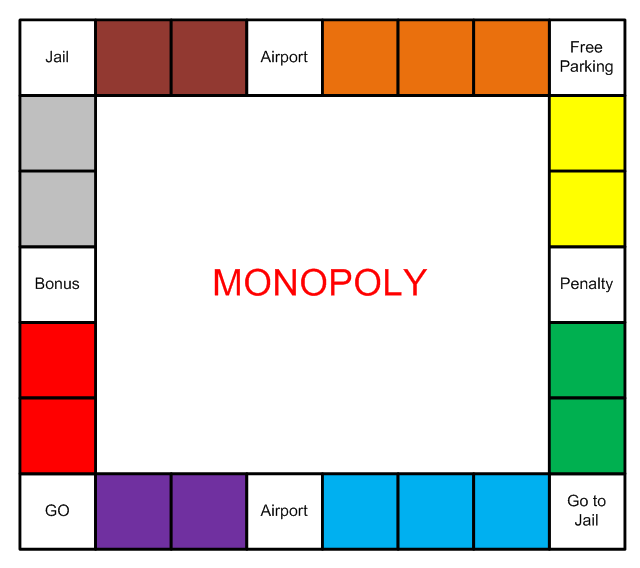 Jail
Airport
Free
Parking
Bonus
MONOPOLY
Penalty
GO
Airport
Go to
Jail